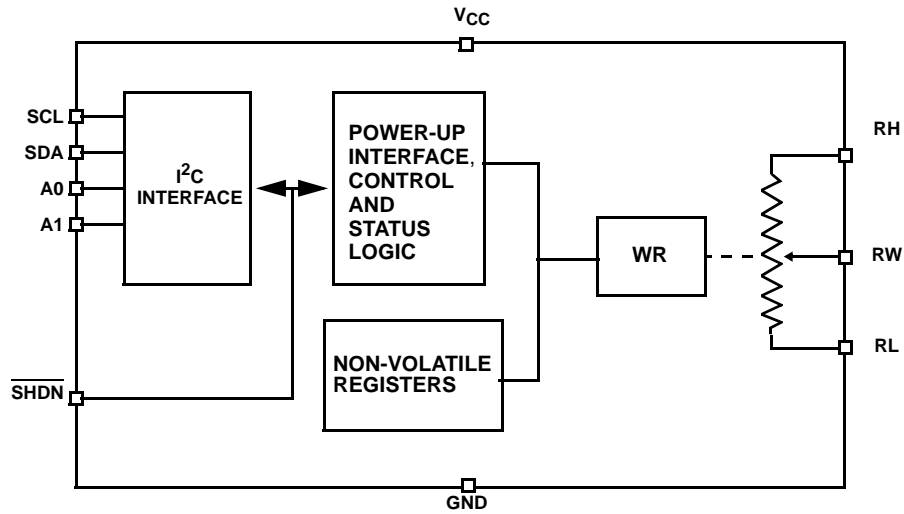 VCC
SCL
SDA
A0
A1
I²C
INTERFACE
POWER-UP
INTERFACE,
CONTROL
AND
STATUS
LOGIC
WR
RH
RW
RL
NON-VOLATILE
REGISTERS
SHDN
GND